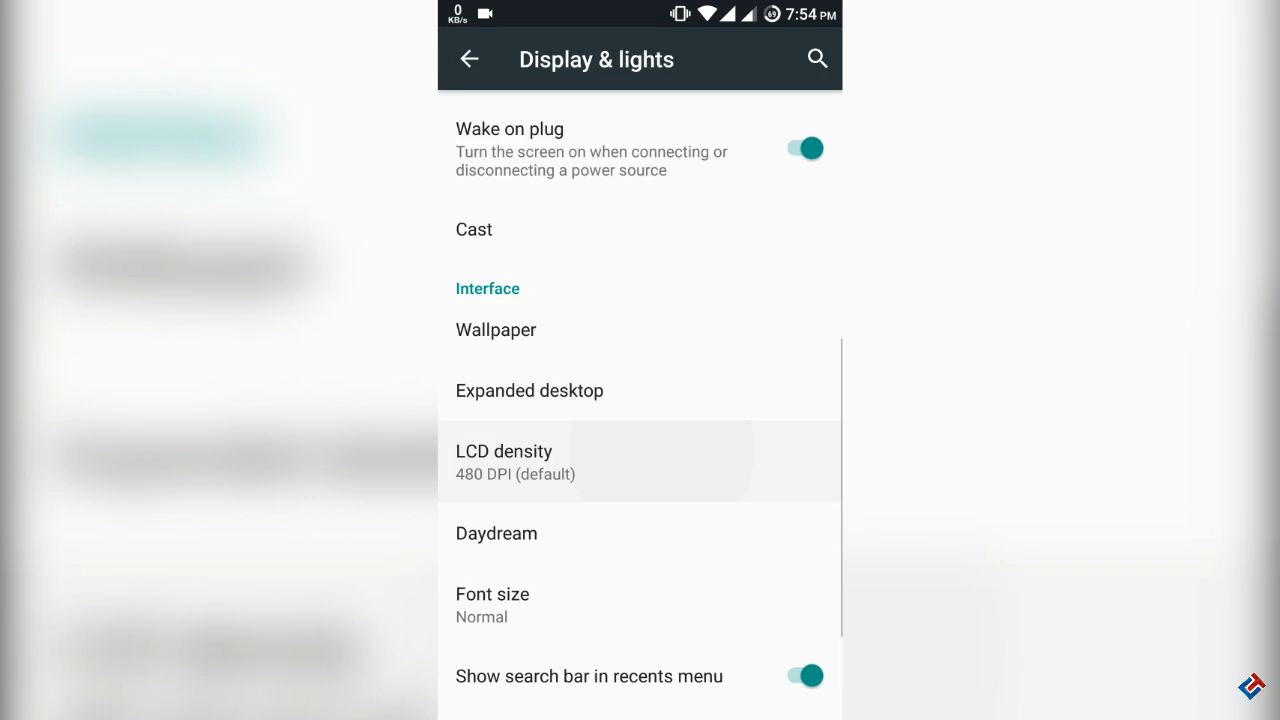 0
KB/s
69
7:54 PM
Display & lights
Wake on plug
Turn the screen on when connecting or
disconnecting a power source
Cast
Interface
Wallpaper
Expanded desktop
LCD density
480 DPI (default)
Daydream
Font size
Normal
Show search bar in recents menu